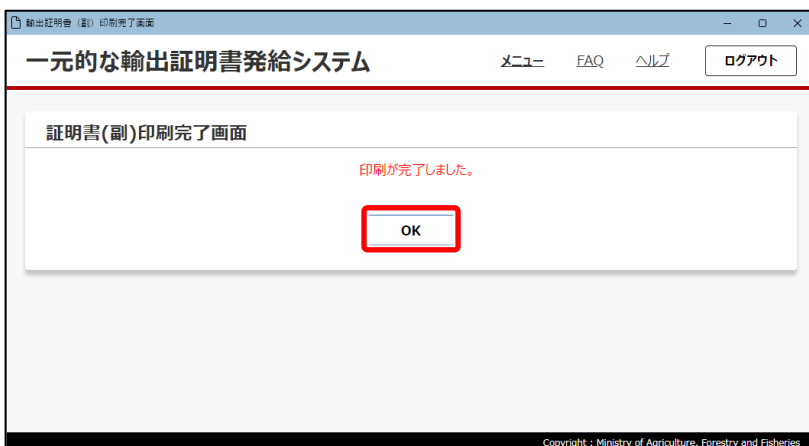 輸出証明書（副）印刷完了画面
一元的な輸出証明書発給システム メニュー FAQ ヘルプ ログアウト
証明書(副)印刷完了画面
印刷が完了しました。
OK
Copyright : Ministry of Agriculture, Forestry and Fisheries